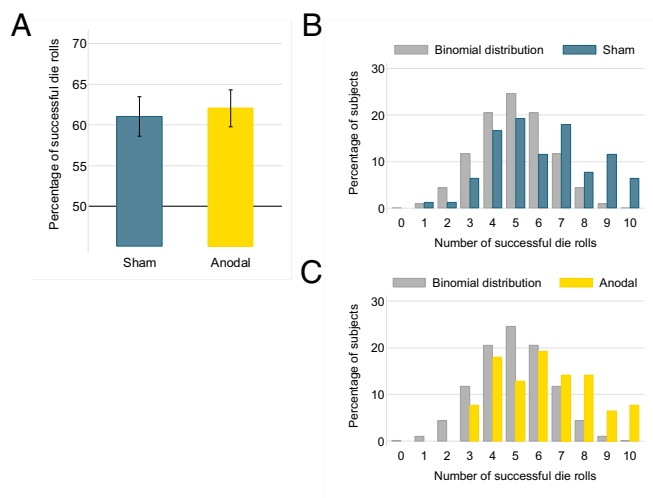 A
Percentage of successful die rolls
70
65
60
55
50
Sham Anodal
B
Binomial distribution Sham
Percentage of subjects
30
20
10
0
0 1 2 3 4 5 6 7 8 9 10
Number of successful die rolls
C
Binomial distribution Anodal
Percentage of subjects
30
20
10
0
0 1 2 3 4 5 6 7 8 9 10
Number of successful die rolls